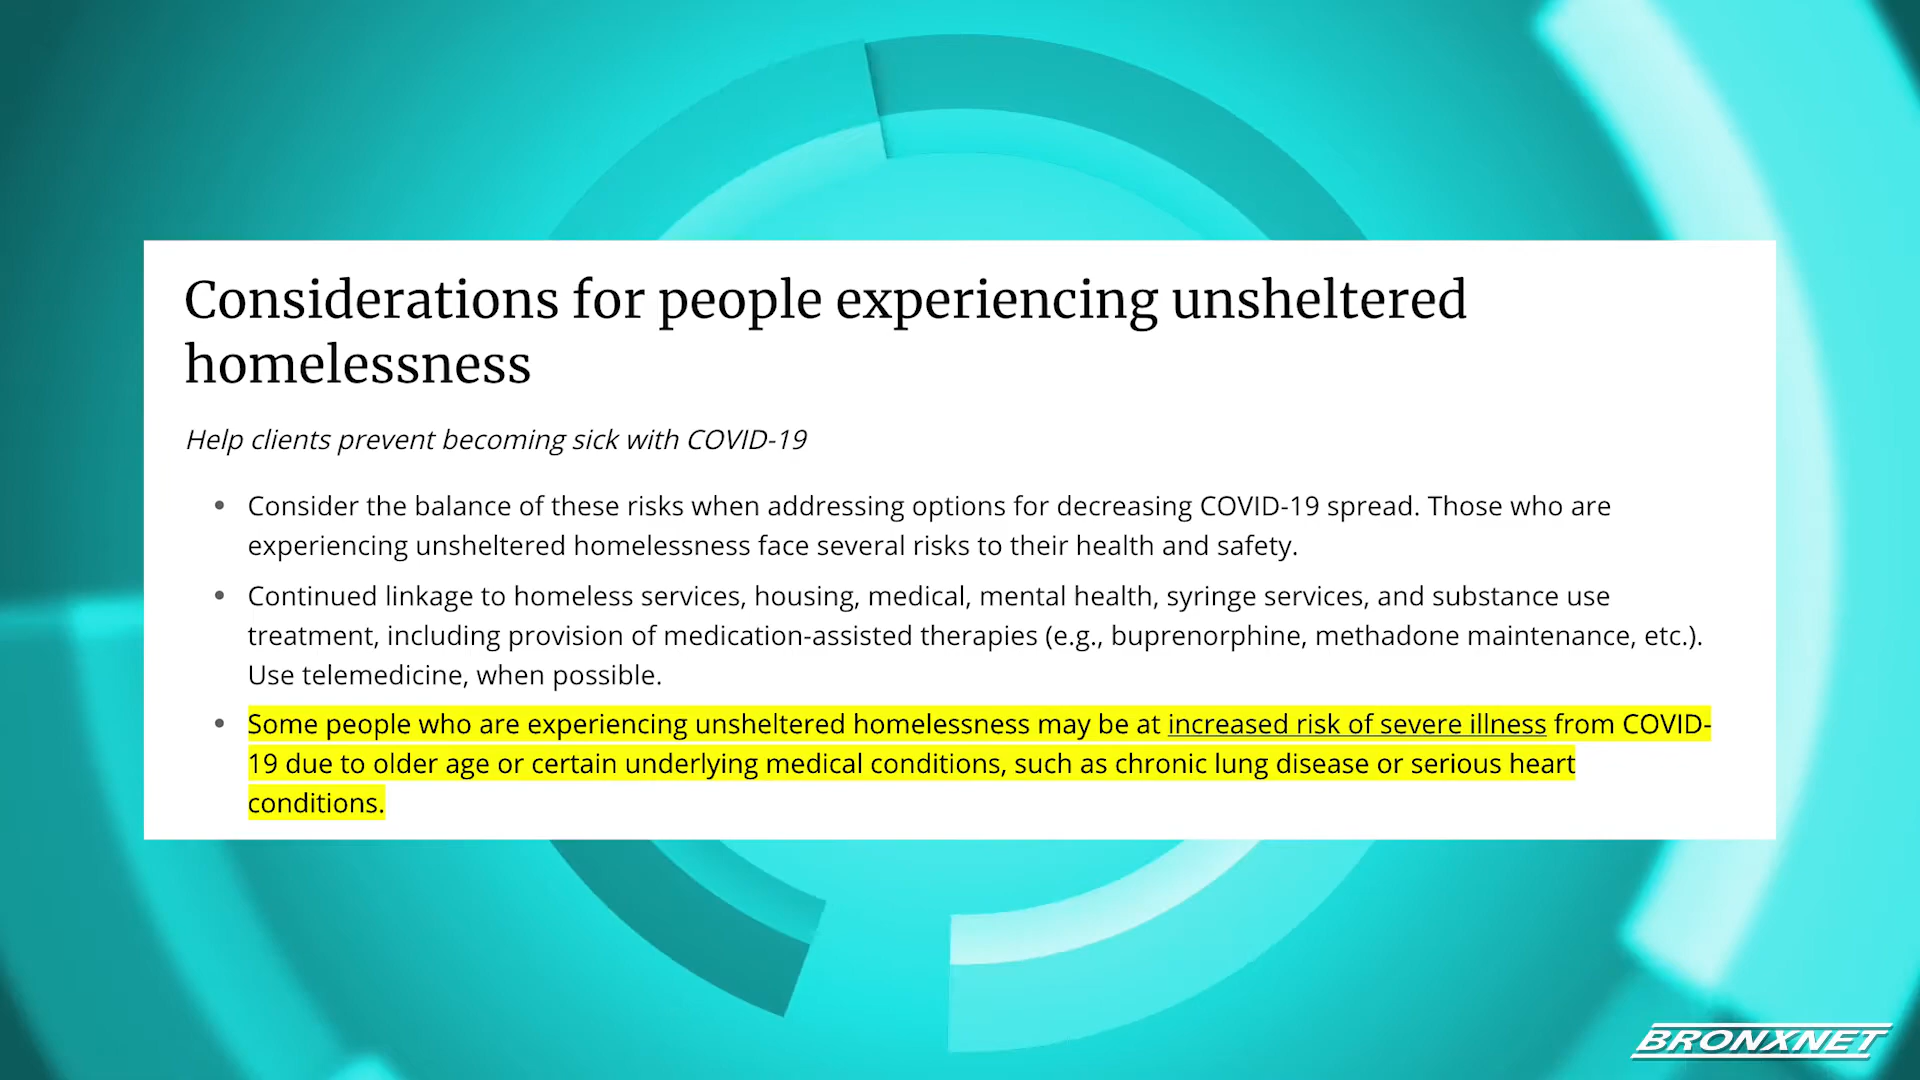 Considerations for people experiencing unsheltered
homelessness
Help clients prevent becoming sick with COVID-19
• Consider the balance of these risks when addressing options for decreasing COVID-19 spread. Those who are
experiencing unsheltered homelessness face several risks to their health and safety.
• Continued linkage to homeless services, housing, medical, mental health, syringe services, and substance use
treatment, including provision of medication-assisted therapies (e.g., buprenorphine, methadone maintenance, etc.).
Use telemedicine, when possible.
• Some people who are experiencing unsheltered homelessness may be at increased risk of severe illness from COVID-
19 due to older age or certain underlying medical conditions, such as chronic lung disease or serious heart
conditions.
BRONXNET